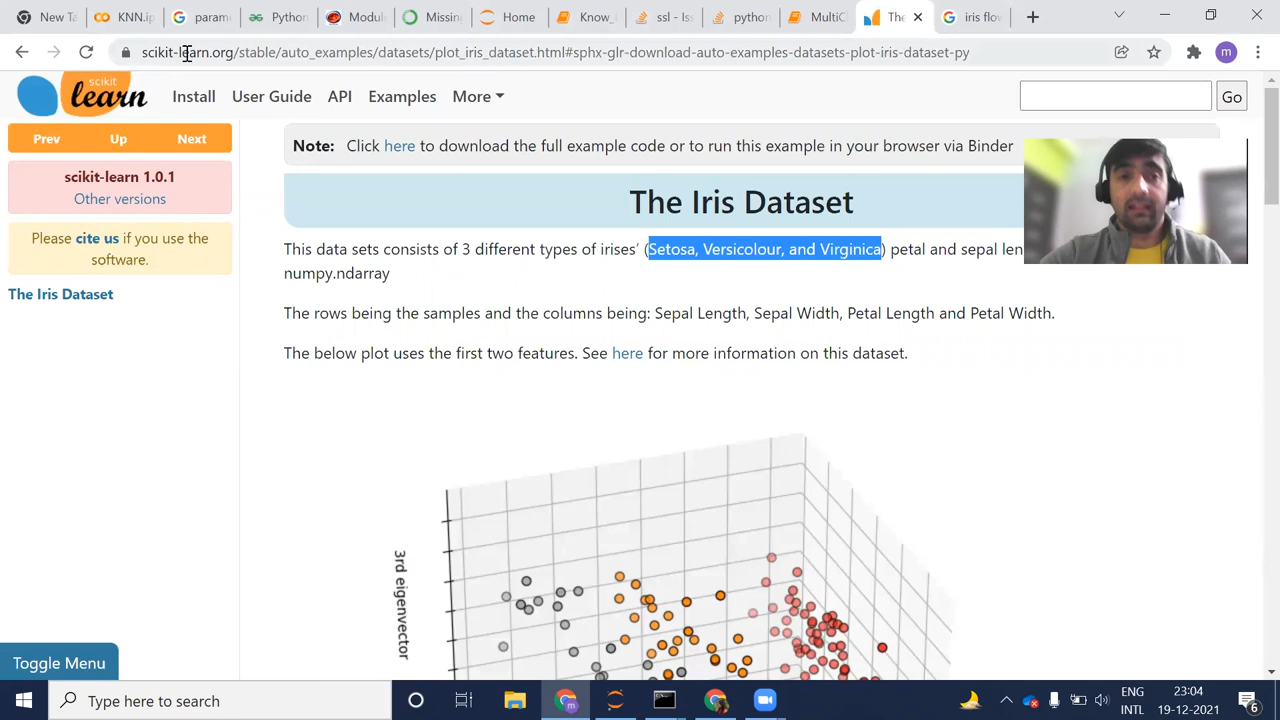 New Ta
KNN.ip
param
Python
Modul
Missin
Home
Know_
ssl - Iss
python
MultiCl
The
iris flov
scikit-learn.org/stable/auto_examples/datasets/plot_iris_dataset.html#sphx-glr-download-auto-examples-datasets-plot-iris-dataset-py
m
scikit
learn
Install User Guide API Examples More
Go
Prev Up Next
scikit-learn 1.0.1
Other versions
Please cite us if you use the
software.
The Iris Dataset
Note: Click here to download the full example code or to run this example in your browser via Binder
The Iris Dataset
This data sets consists of 3 different types of irises’ (Setosa, Versicolour, and Virginica) petal and sepal len
numpy.ndarray
The rows being the samples and the columns being: Sepal Length, Sepal Width, Petal Length and Petal Width.
The below plot uses the first two features. See here for more information on this dataset.
3rd eigenvector
Toggle Menu
Type here to search
m
ENG
INTL
23:04
19-12-2021
6